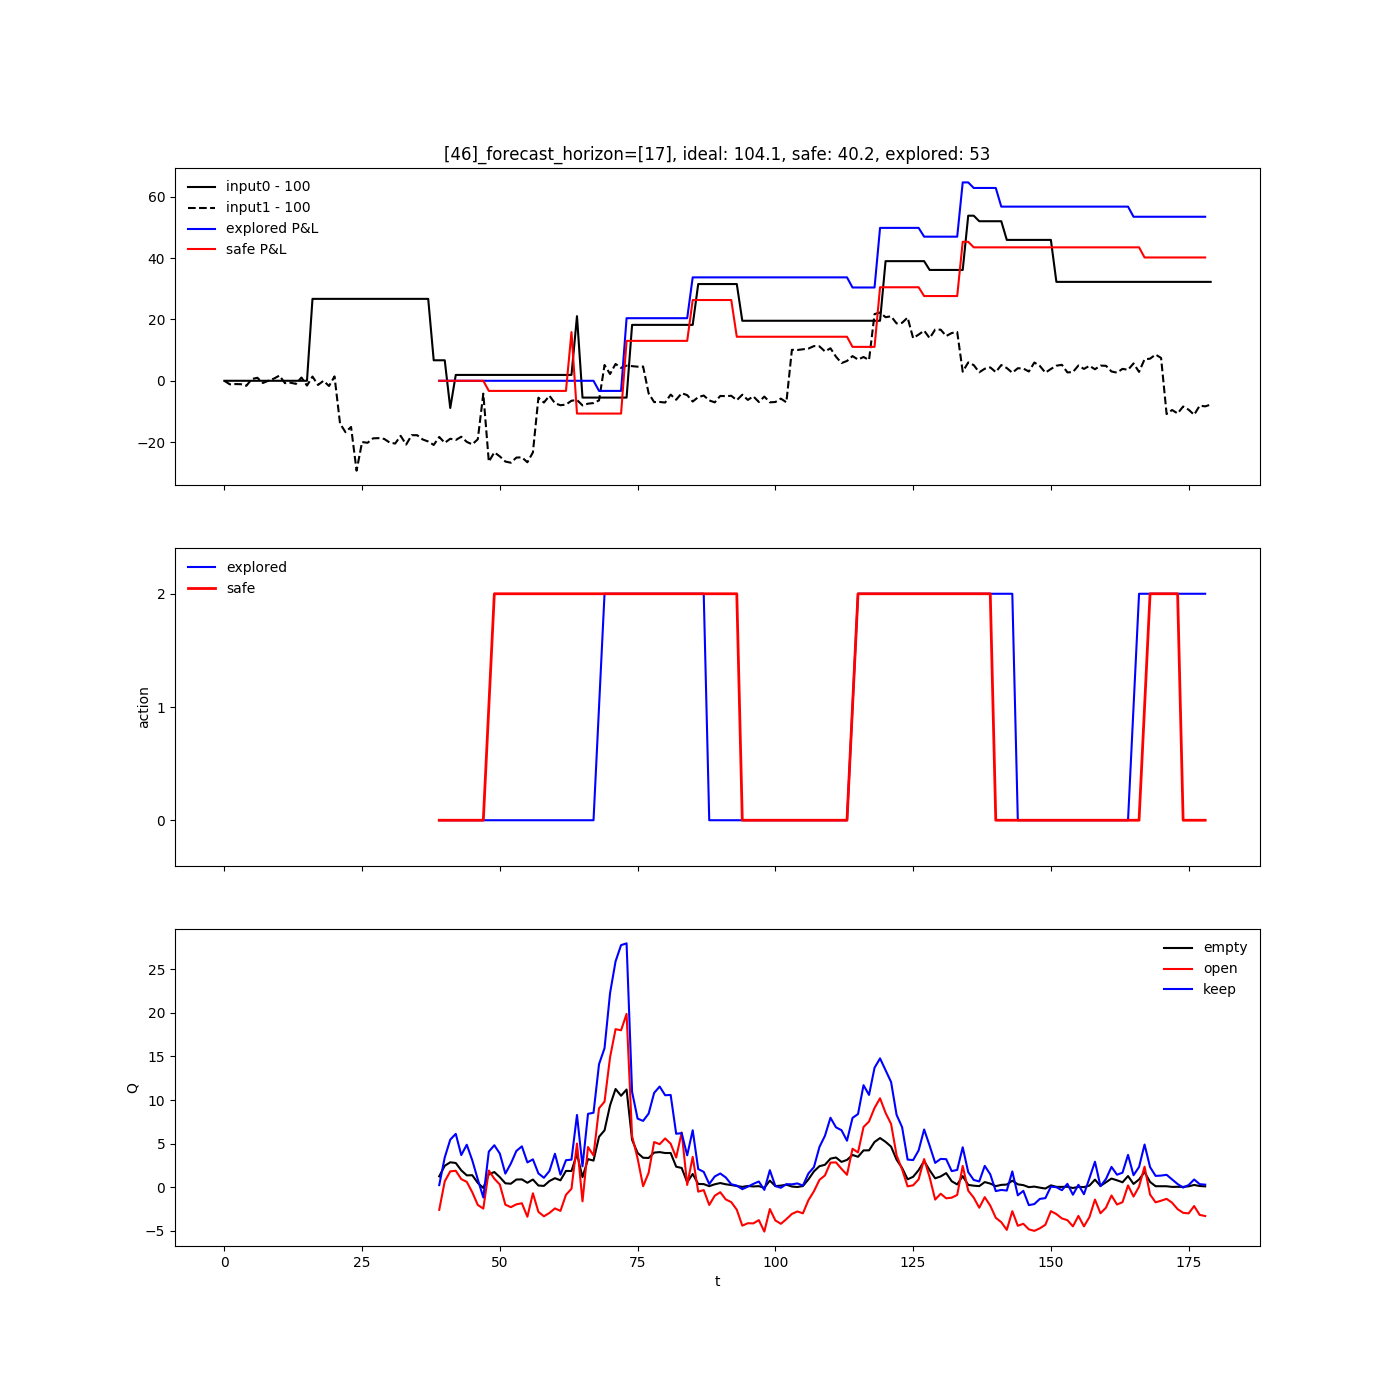 [46]_forecast_horizon=[17], ideal: 104.1, safe: 40.2, explored: 53
input0 - 100
input1 - 100
explored P&L
safe P&L
60
40
20
0
−20
explored
safe
2
1
0
action
empty
open
keep
25
20
15
10
5
0
−5
Q
0 25 50 75 100 125 150 175
t